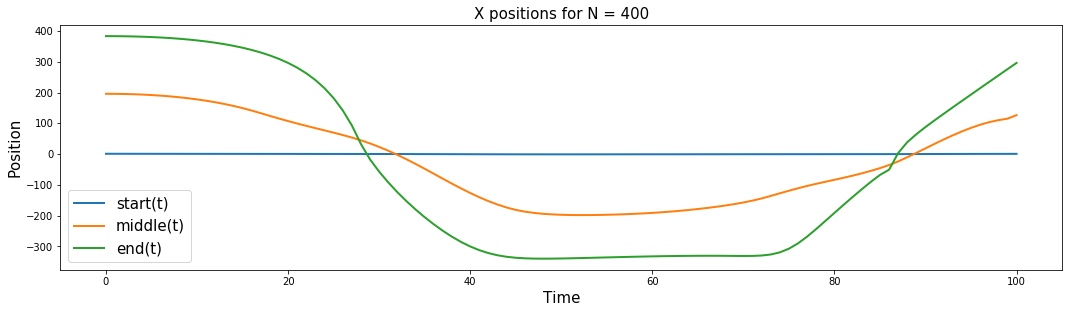 X positions for N = 400
400
300
200
100
0
−100
−200
−300
Position
start(t)
middle(t)
end(t)
0 20 40 60 80 100
Time